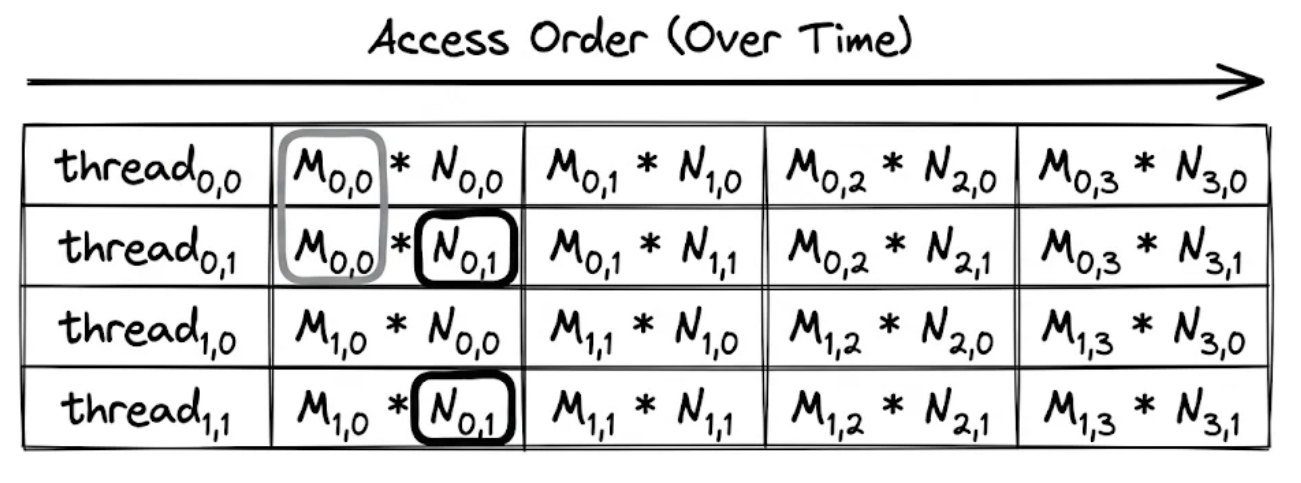 Access Order (Over Time)
thread0,0 M0,0 * N0,0 M0,1 * N1,0 M0,2 * N2,0 M0,3 * N3,0
thread0,1 M0,0 * N0,1 M0,1 * N1,1 M0,2 * N2,1 M0,3 * N3,1
thread1,0 M1,0 * N0,0 M1,1 * N1,0 M1,2 * N2,0 M1,3 * N3,0
thread1,1 M1,0 * N0,1 M1,1 * N1,1 M1,2 * N2,1 M1,3 * N3,1